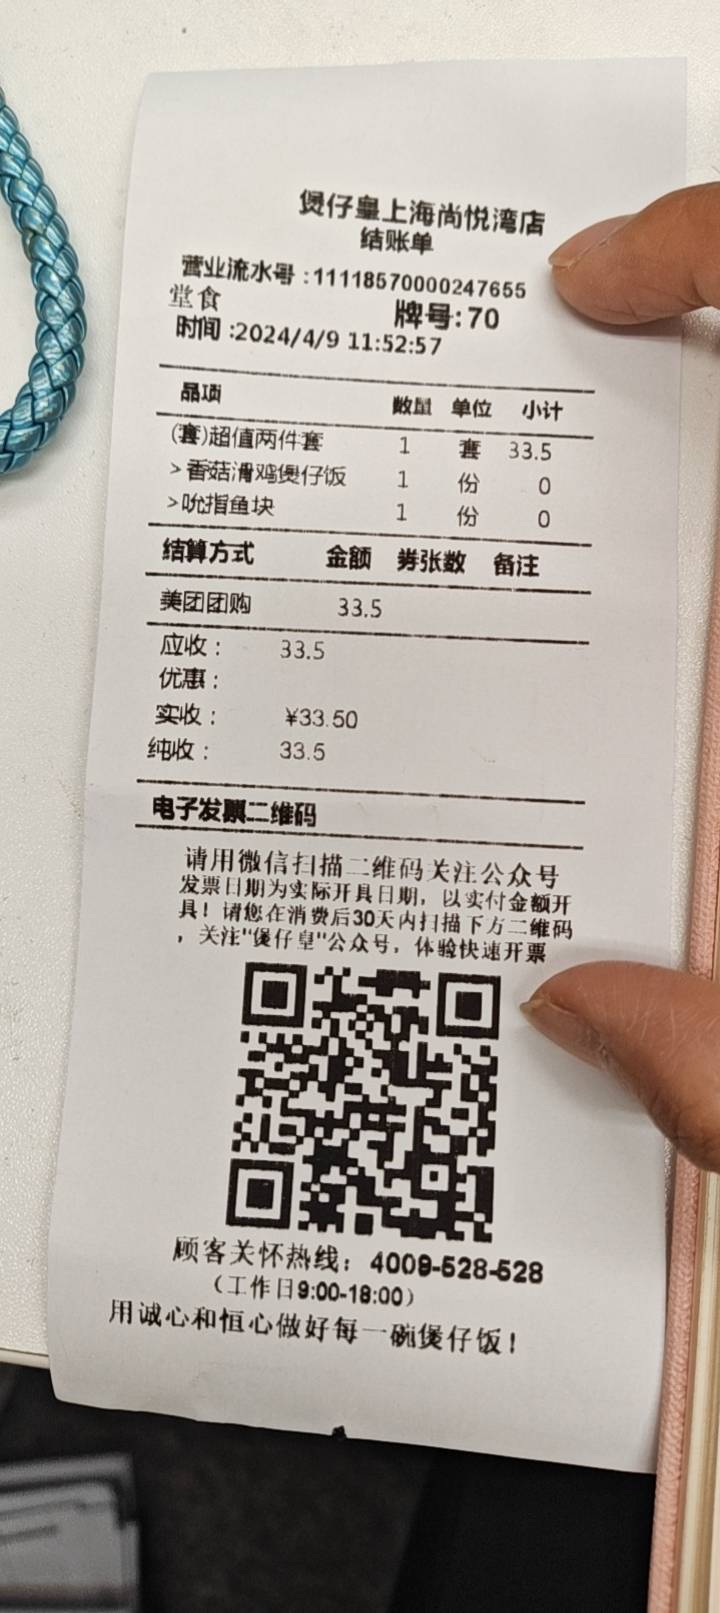 煲仔皇上海尚悦湾店
结账单
营业流水号:11118570000247655
堂食 牌号:70
时间:2024/4/9 11:52:57
品项 数量 单位 小计
(套)超值两件套 1 套 33.5
>香菇滑鸡煲仔饭 1 份 0
>吮指鱼块 1 份 0
结算方式 金额 券张数 备注
美团团购 33.5
应收: 33.5
优惠:
实收: ¥33.50
纯收: 33.5
电子发票二维码
请用微信扫描二维码关注公众号
发票日期为实际开具日期，以实付金额开
具！请您在消费后30天内扫描下方二维码
，关注"煲仔皇"公众号，体验快速开票
顾客关怀热线：4009-528-528
（工作日9:00-18:00）
用诚心和恒心做好每一碗煲仔饭！